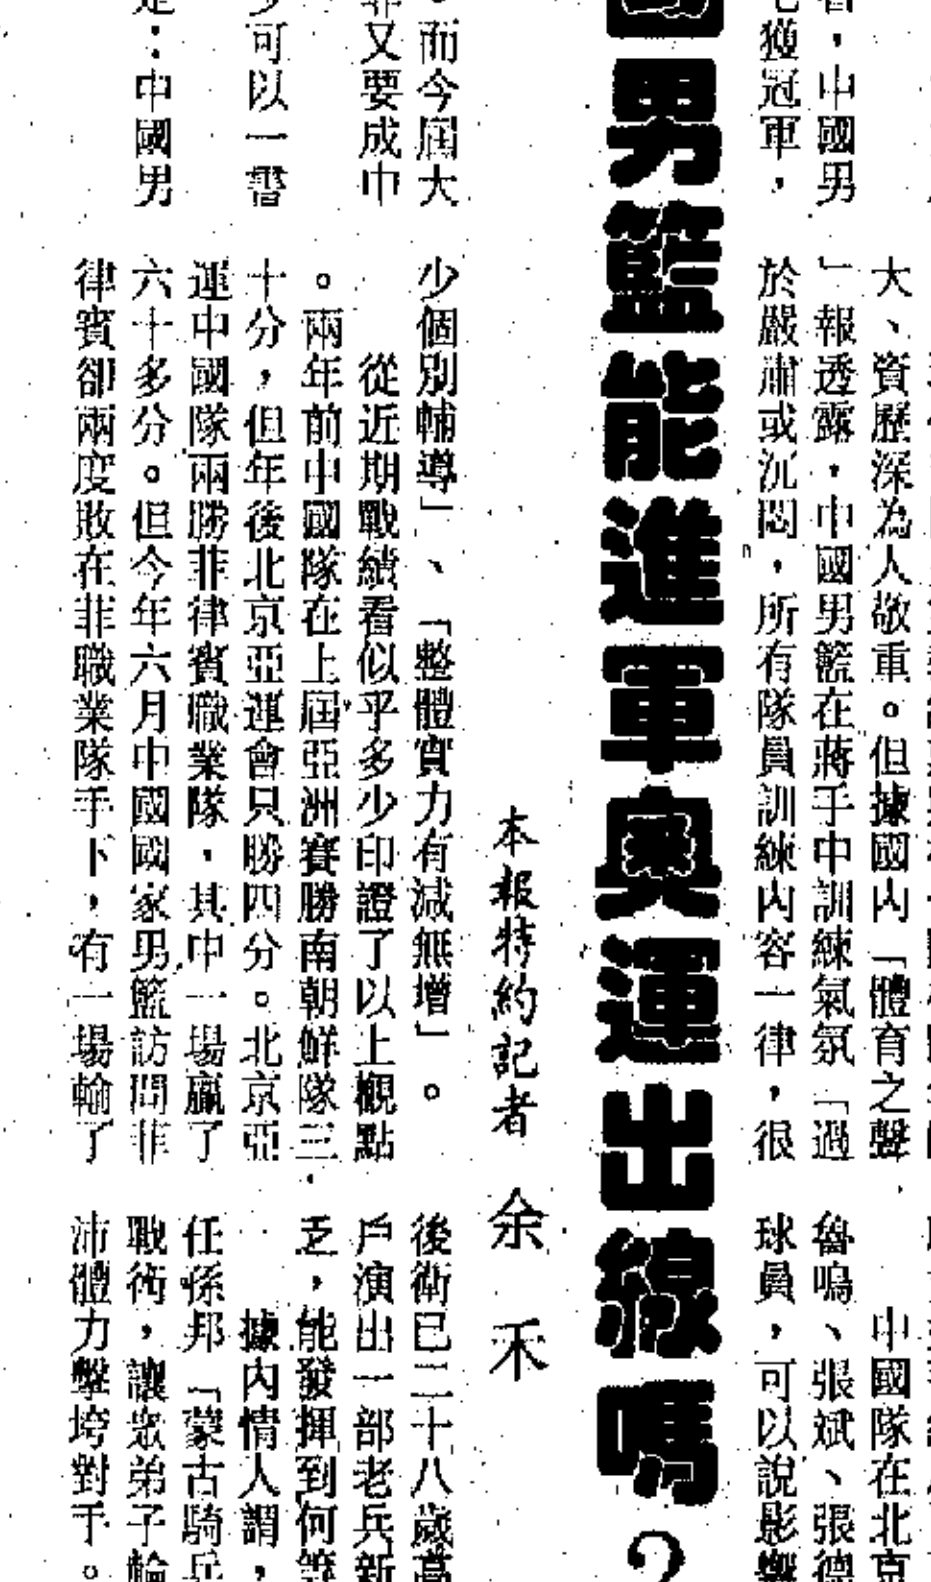 國男籃能進軍奧運出線嗎？
本報特約記者 余禾
，中國男
獲冠軍，
。而今屆大
又要成中
可以一雪
：中國男
大、資歷深為人敬重。但據國內「體育之聲
」報透露，中國男籃在蔣手中訓練氣氛「過
於嚴肅或沉悶，所有隊員訓練內容一律，很
少個別輔導」、「整體實力有減無增」。
從近期戰績看似乎多少印證了以上觀點
。兩年前中國隊在上屆亞洲賽勝南朝鮮隊三
十分，但年後北京亞運會只勝四分。北京亞
運中國隊兩勝菲律賓職業隊，其中一場贏了
六十多分。但今年六月中國國家男籃訪問菲
律賓卻兩度敗在菲職業隊手下，有一場輸了
中國隊在北京
魯鳴、張斌、張德
球員，可以說影響
後衛已二十八歲高
戶演出一部老兵新
乏，能發揮到何等
據內情人謂，
任孫邦「蒙古騎兵
戰術，讓眾弟子輪
沛體力擊垮對手。